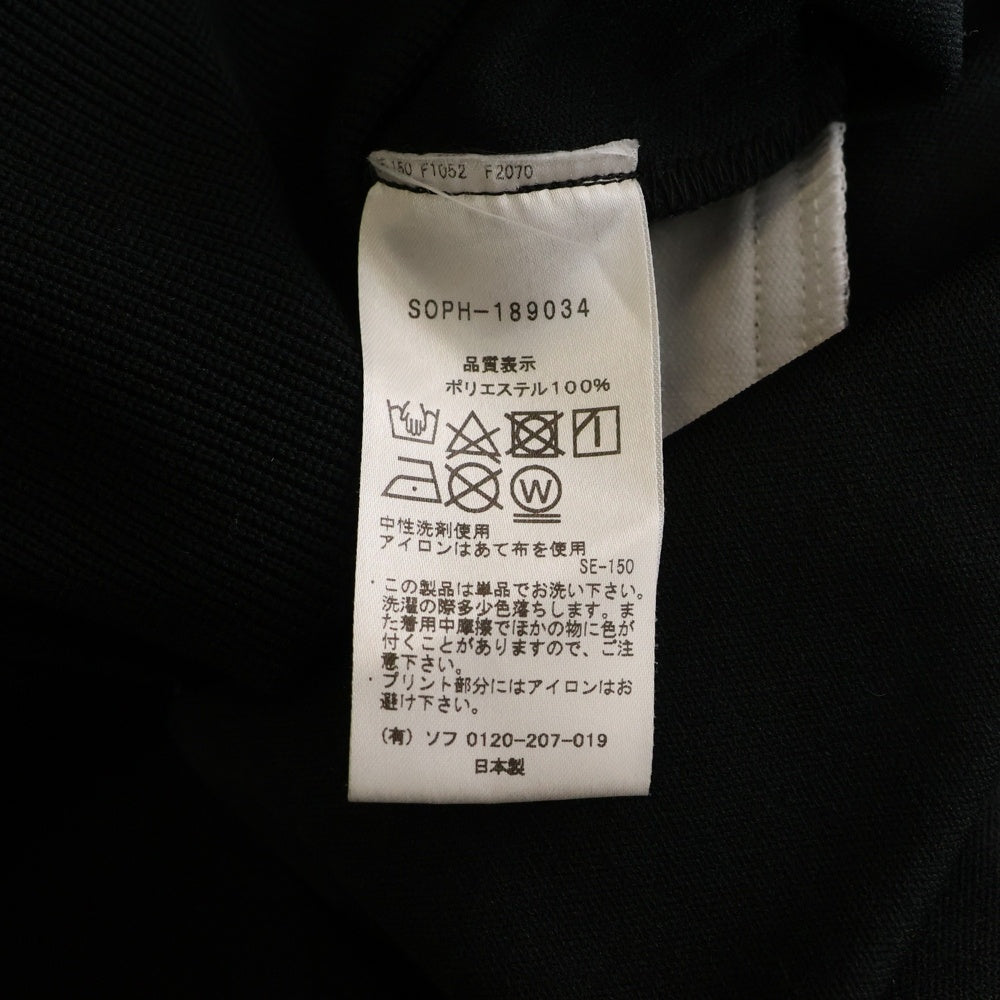 150 F1052 F2070
SOPH-189034
品質表示
ポリエステル100%
W
中性洗剤使用
アイロンはあて布を使用
SE-150
・この製品は単品でお洗い下さい。
洗濯の際多少色落ちします。ま
た着用中摩擦でほかの物に色が
付くことがありますので、ご注
意下さい。
・プリント部分にはアイロンはお
避け下さい。
(有) ソフ 0120-207-019
日本製